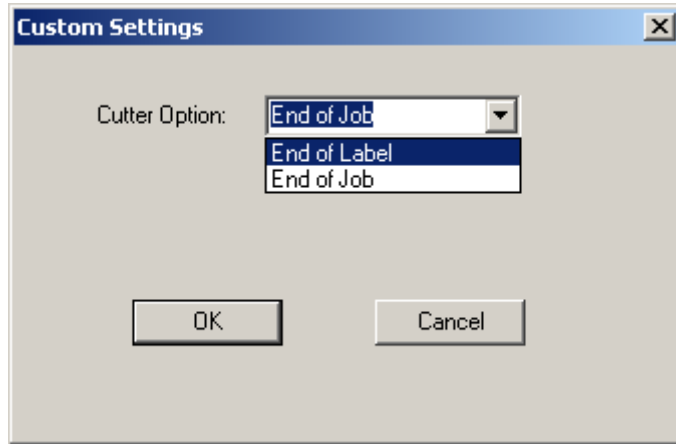 Custom Settings
Cutter Option: End of Job
End of Label
End of Job
OK Cancel